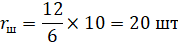 rш = 12/6 × 10 = 20 шт